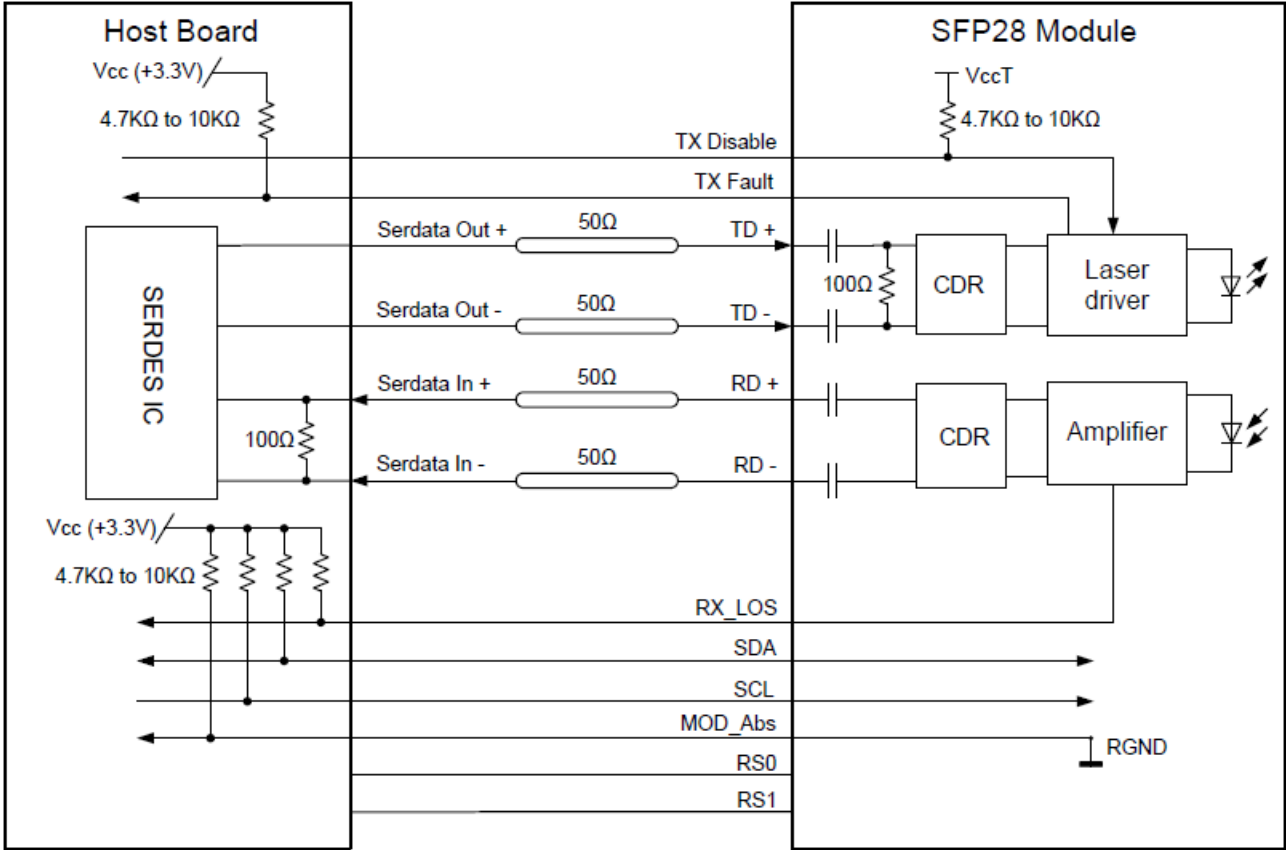 Host Board
SFP28 Module
Vcc (+3.3V)
VccT
4.7KΩ to 10KΩ
4.7KΩ to 10KΩ
TX Disable
TX Fault
Serdata Out +
50Ω
TD +
100Ω
CDR
Laser
driver
SERDES IC
Serdata Out -
50Ω
TD -
Serdata In +
50Ω
RD +
100Ω
CDR
Amplifier
Serdata In -
50Ω
RD -
Vcc (+3.3V)
4.7KΩ to 10KΩ
RX_LOS
SDA
SCL
MOD_Abs
RGND
RS0
RS1